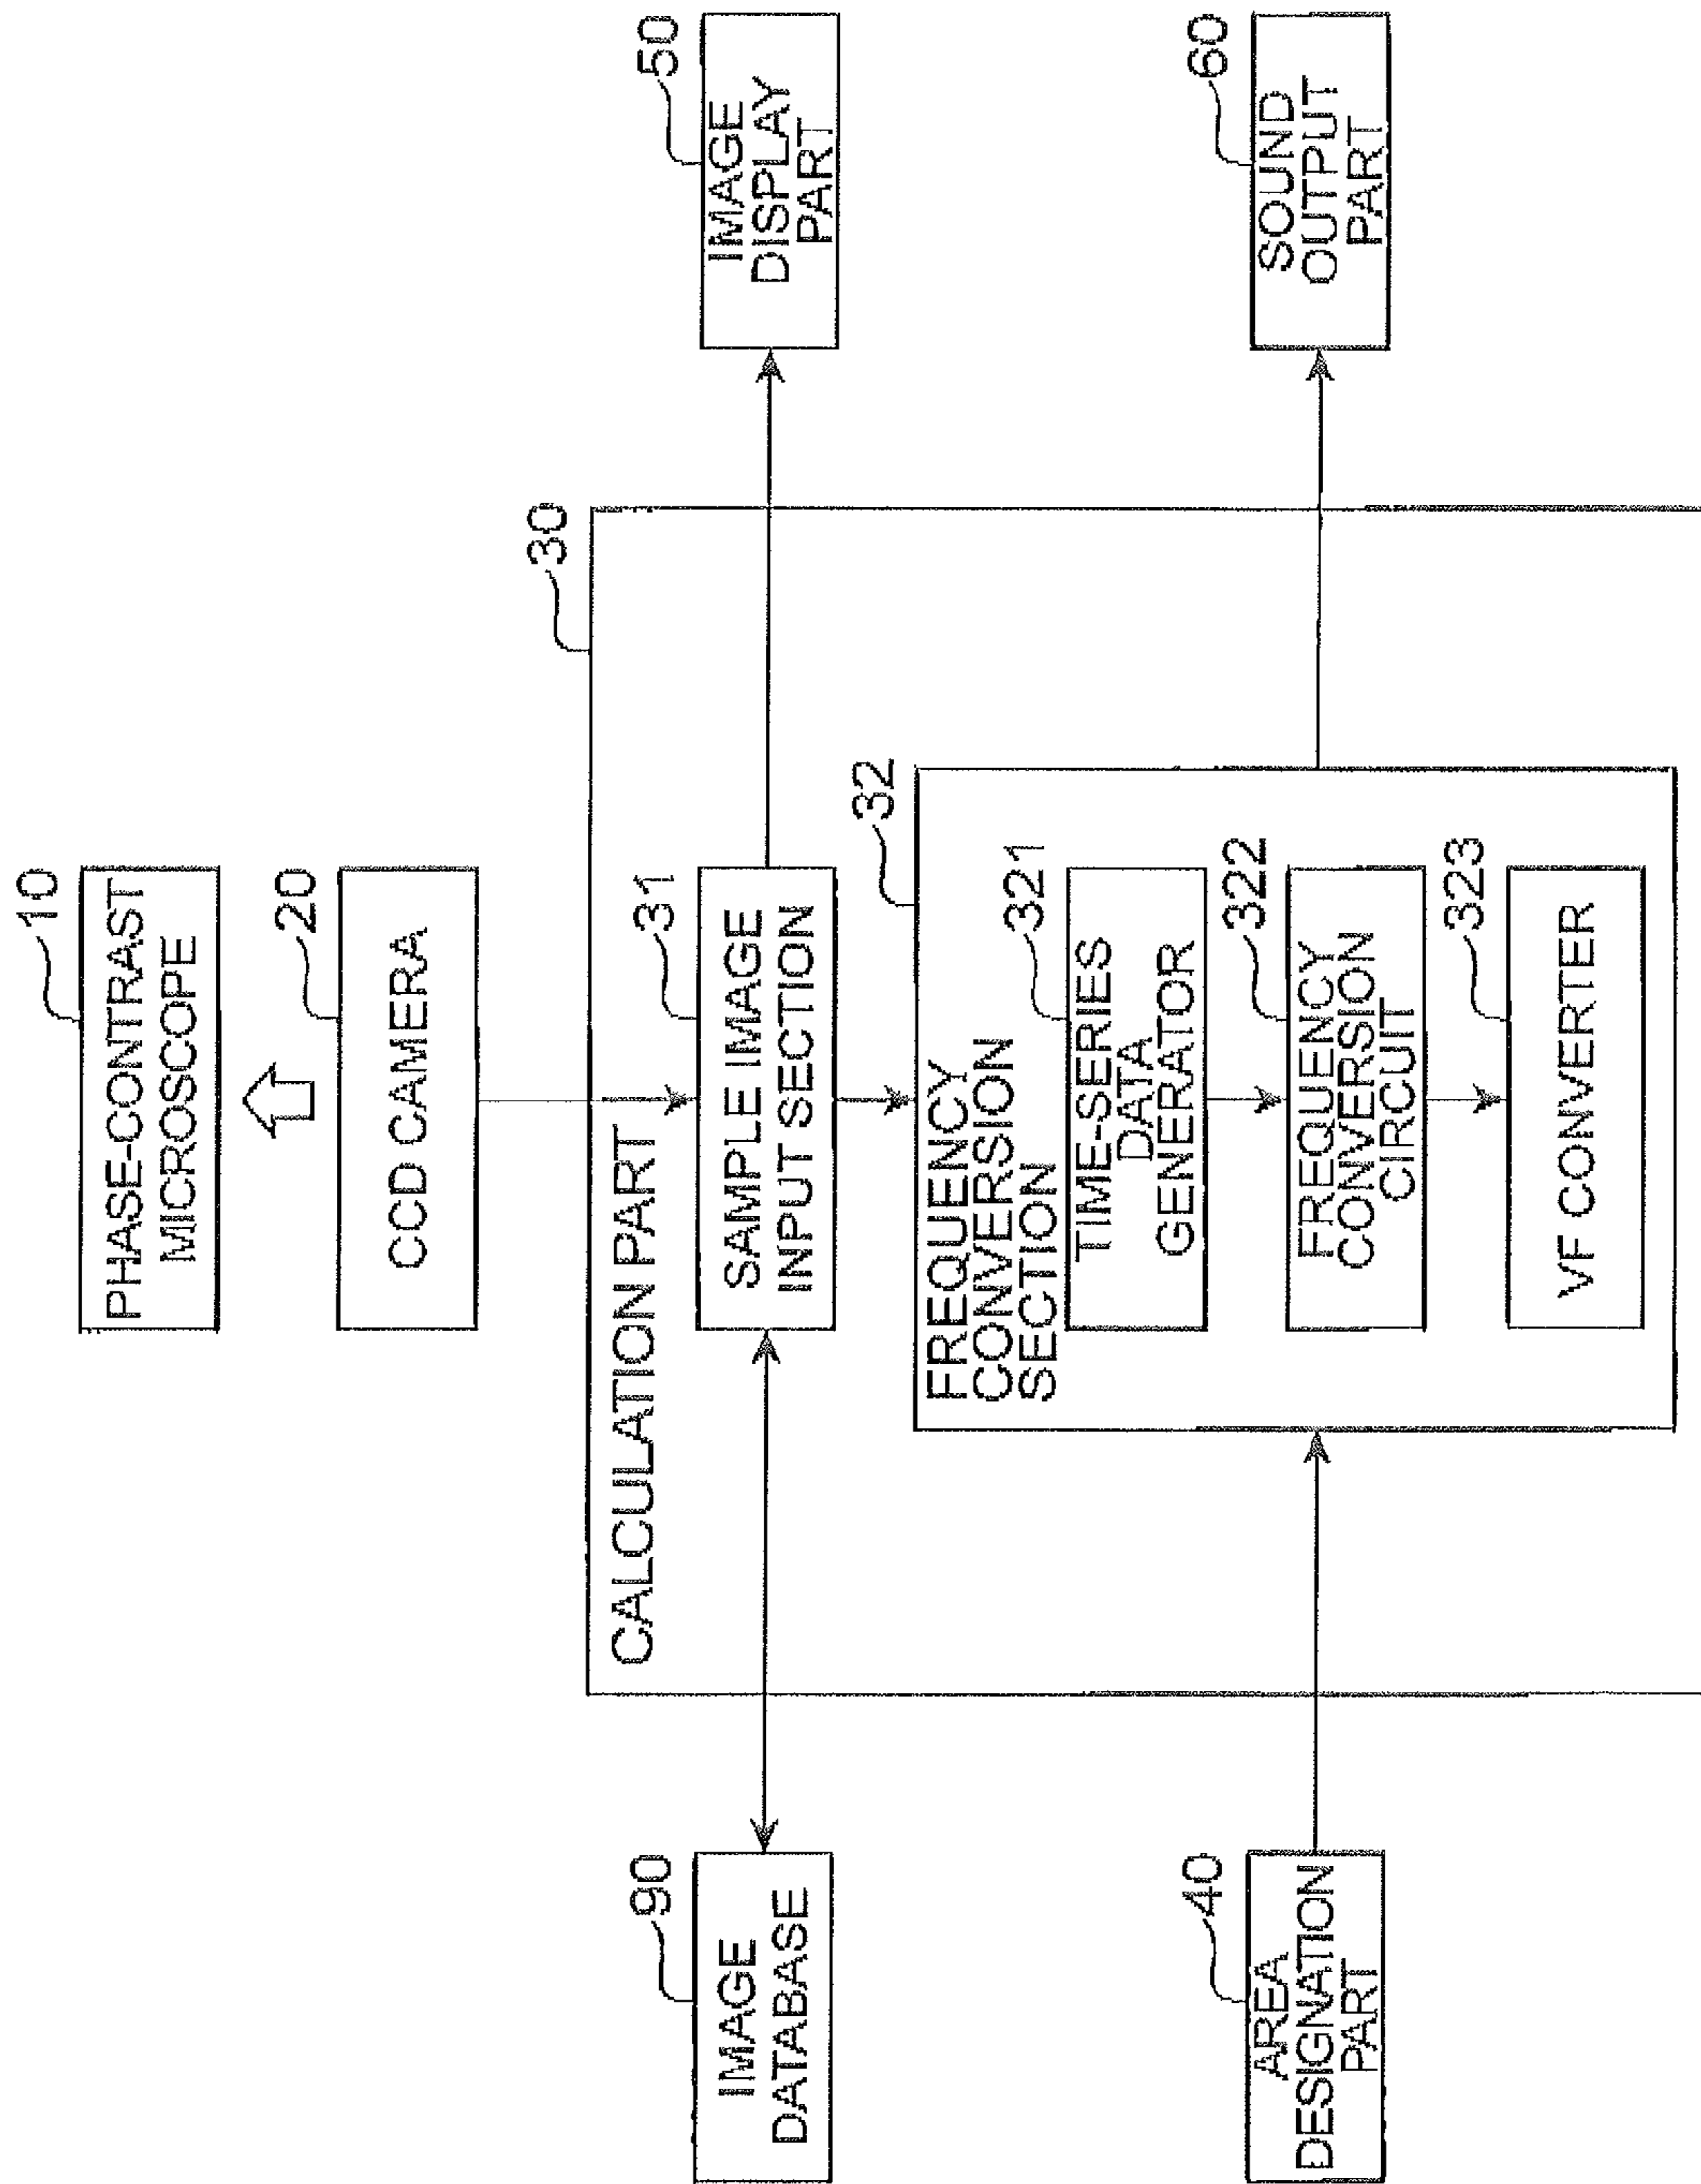 10
PHASE-CONTRAST
MICROSCOPE
20
CCD CAMERA
30
CALCULATION PART
90
IMAGE
DATABASE
31
SAMPLE IMAGE
INPUT SECTION
50
IMAGE
DISPLAY
PART
32
FREQUENCY
CONVERSION
SECTION
321
TIME-SERIES
DATA
GENERATOR
322
FREQUENCY
CONVERSION
CIRCUIT
323
VF CONVERTER
40
AREA
DESIGNATION
PART
60
SOUND
OUTPUT
PART